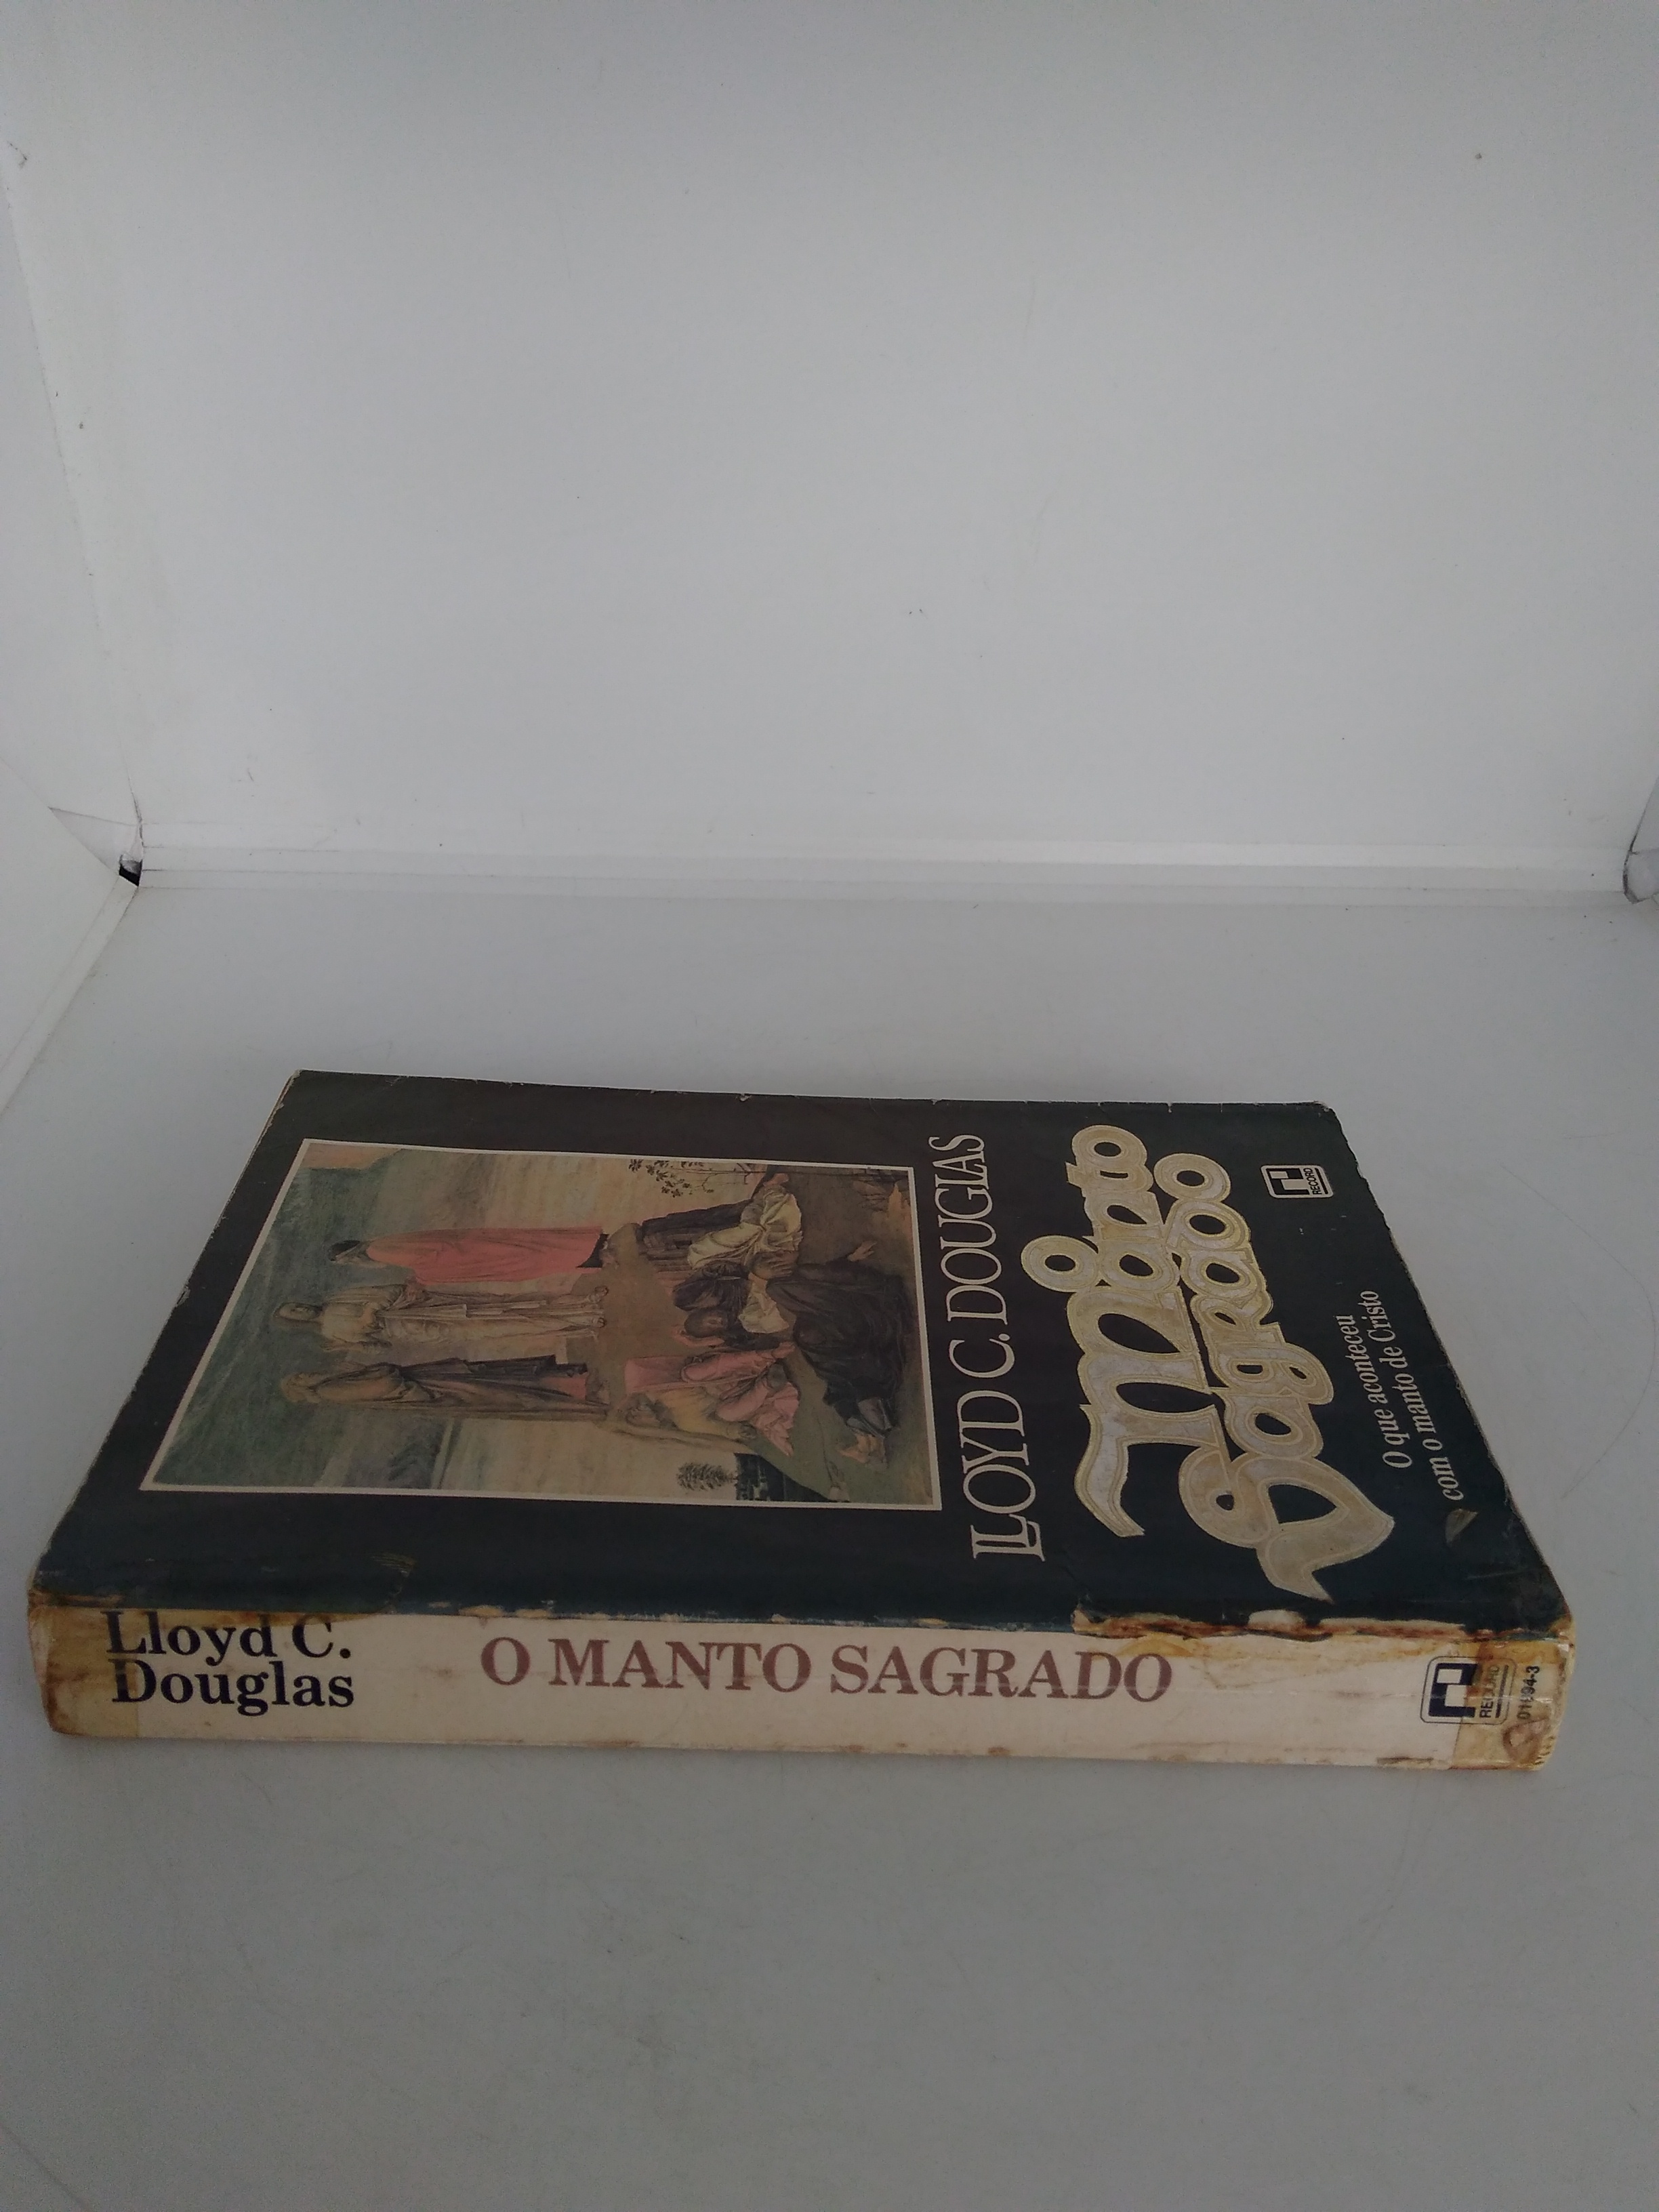 LLOYD C. DOUGLAS
O Manto
Sagrado
O que aconteceu
com o manto de Cristo
RECORD
Lloyd C.
Douglas
O MANTO SAGRADO
RECORD